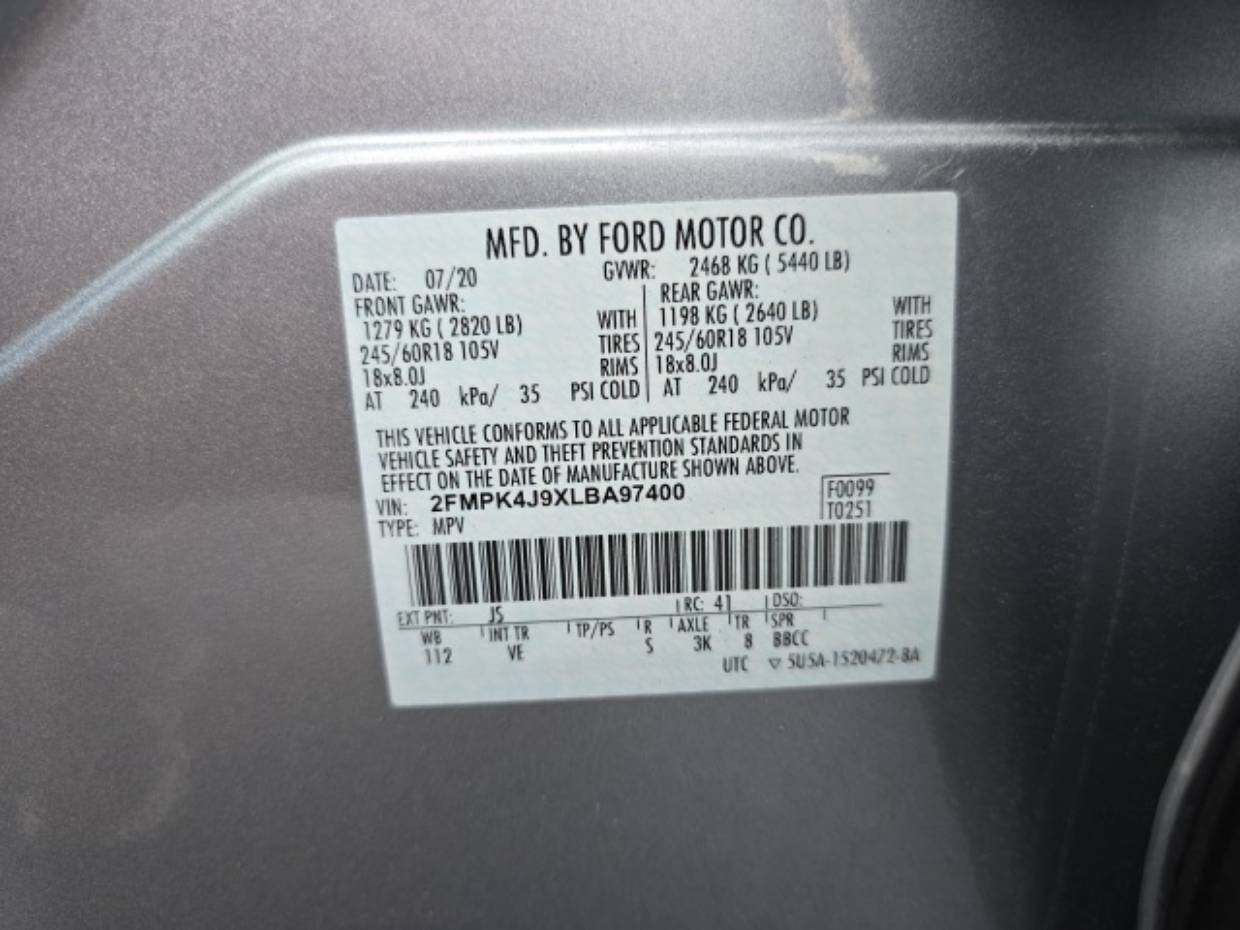 MFD. BY FORD MOTOR CO.
DATE: 07/20 GVWR: 2468 KG ( 5440 LB)
FRONT GAWR: REAR GAWR:
1279 KG ( 2820 LB) WITH 1198 KG ( 2640 LB) WITH
245/60R18 105V TIRES 245/60R18 105V TIRES
18x8.0J RIMS 18x8.0J RIMS
AT 240 kPa/ 35 PSI COLD AT 240 kPa/ 35 PSI COLD
THIS VEHICLE CONFORMS TO ALL APPLICABLE FEDERAL MOTOR
VEHICLE SAFETY AND THEFT PREVENTION STANDARDS IN
EFFECT ON THE DATE OF MANUFACTURE SHOWN ABOVE.
VIN: 2FMPK4J9XLBA97400 F0099
TYPE: MPV T0251
EXT PNT: JS RC: 41 DSO:
WB INT TR TP/PS R AXLE TR SPR
112 VE S 3K 8 BBCC
UTC ▽ 5U5A-1520472-BA